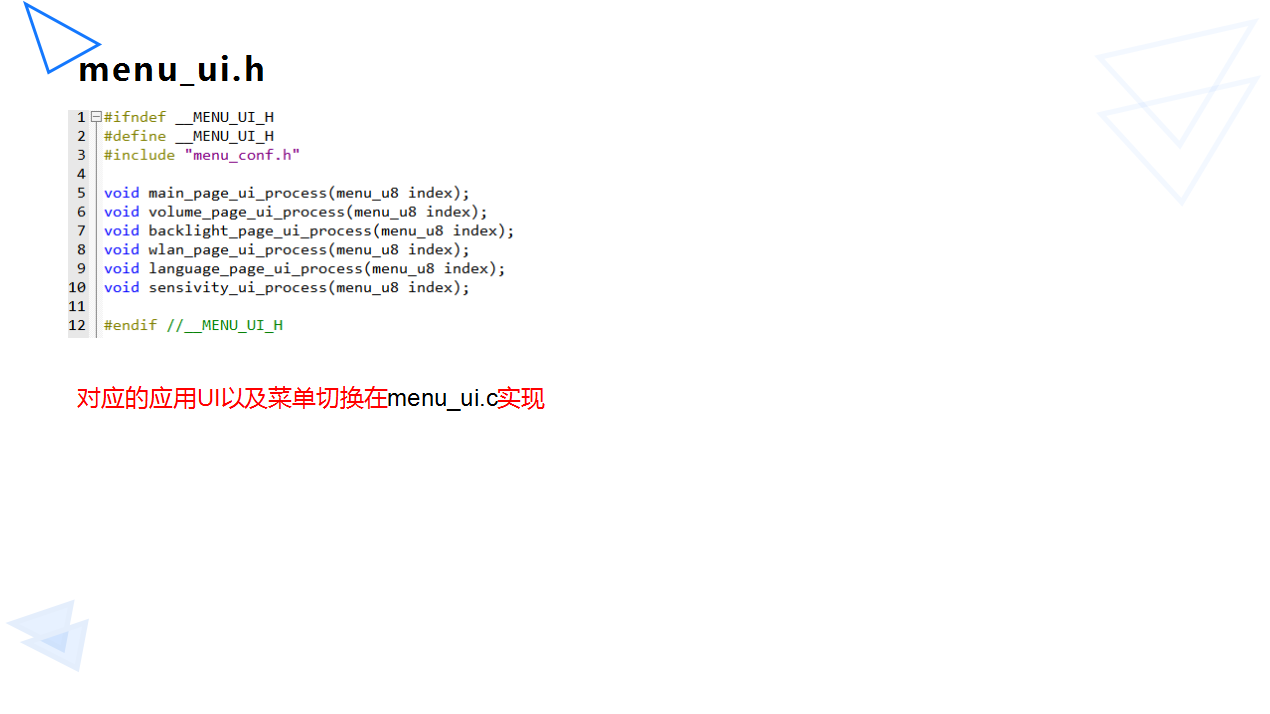 menu_ui.h
1 #ifndef __MENU_UI_H
2 #define __MENU_UI_H
3 #include "menu_conf.h"
4
5 void main_page_ui_process(menu_u8 index);
6 void volume_page_ui_process(menu_u8 index);
7 void backlight_page_ui_process(menu_u8 index);
8 void wlan_page_ui_process(menu_u8 index);
9 void language_page_ui_process(menu_u8 index);
10 void sensivity_ui_process(menu_u8 index);
11
12 #endif //__MENU_UI_H
对应的应用UI以及菜单切换在menu_ui.c实现